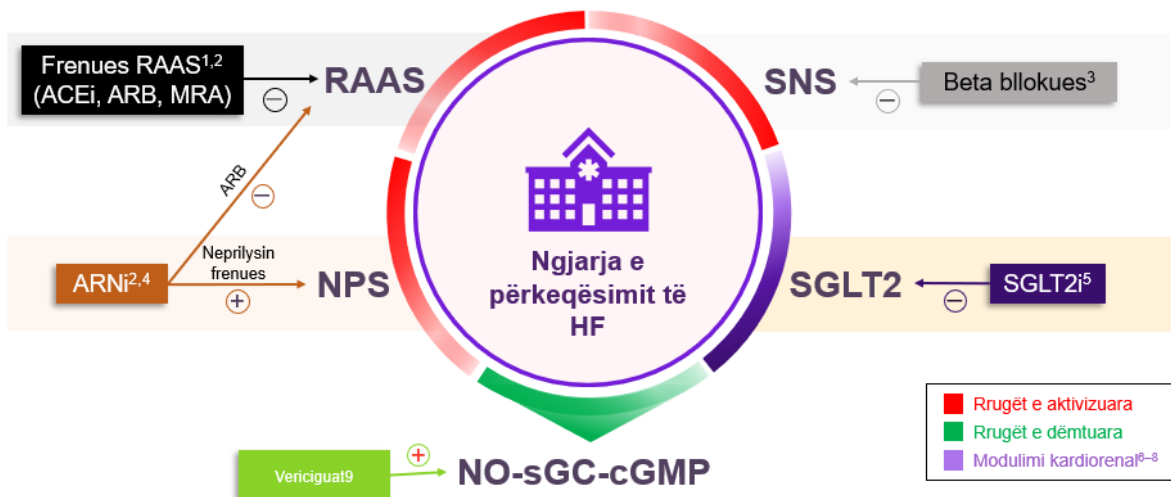 Frenues RAAS1,2
(ACEi, ARB, MRA)
RAAS
SNS
Beta bllokues3
ARB
Ngjarja e
përkeqësimit të
HF
ARNi2,4
Neprilysin
frenues
NPS
SGLT2
SGLT2i5
Rrugët e aktivizuara
Rrugët e dëmtuara
Modulimi kardiorenal6–8
Vericiguat9
NO-sGC-cGMP